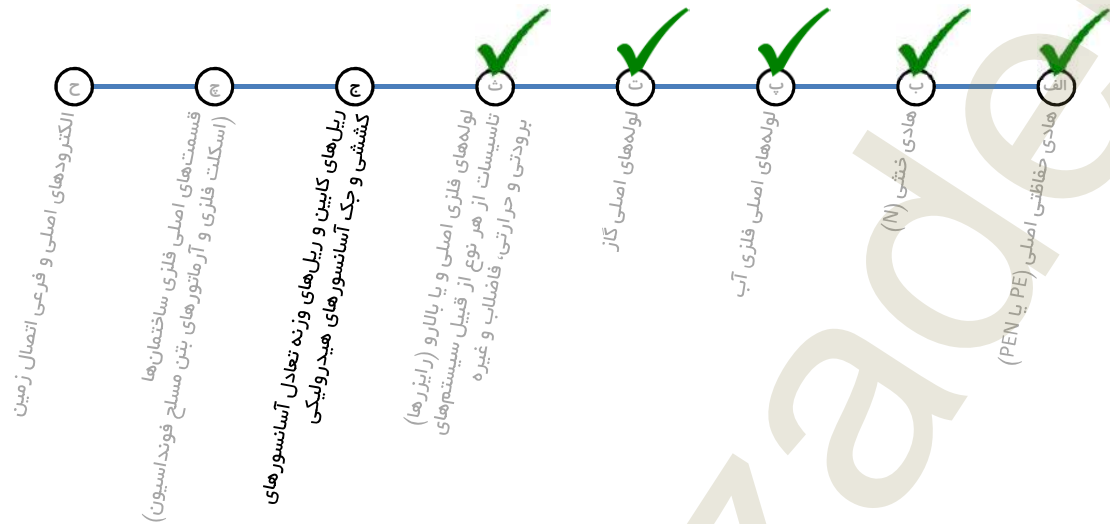 الف
هادی حفاظتی اصلی (PE یا PEN)
ب
هادی خنثی (N)
پ
لوله‌های اصلی فلزی آب
ت
لوله‌های اصلی گاز
ث
لوله‌های فلزی اصلی و یا بالارو (رایزرها)
تاسیسات از هر نوع از قبیل سیستم‌های
برودتی و حرارتی، فاضلاب و غیره
ج
ریل‌های کابین و ریل‌های وزنه تعادل آسانسورهای
کششی و جک آسانسورهای هیدرولیکی
چ
قسمت‌های اصلی فلزی ساختمان‌ها
(اسکلت فلزی و آرماتورهای بتن مسلح فونداسیون)
ح
الکترودهای اصلی و فرعی اتصال زمین
zade